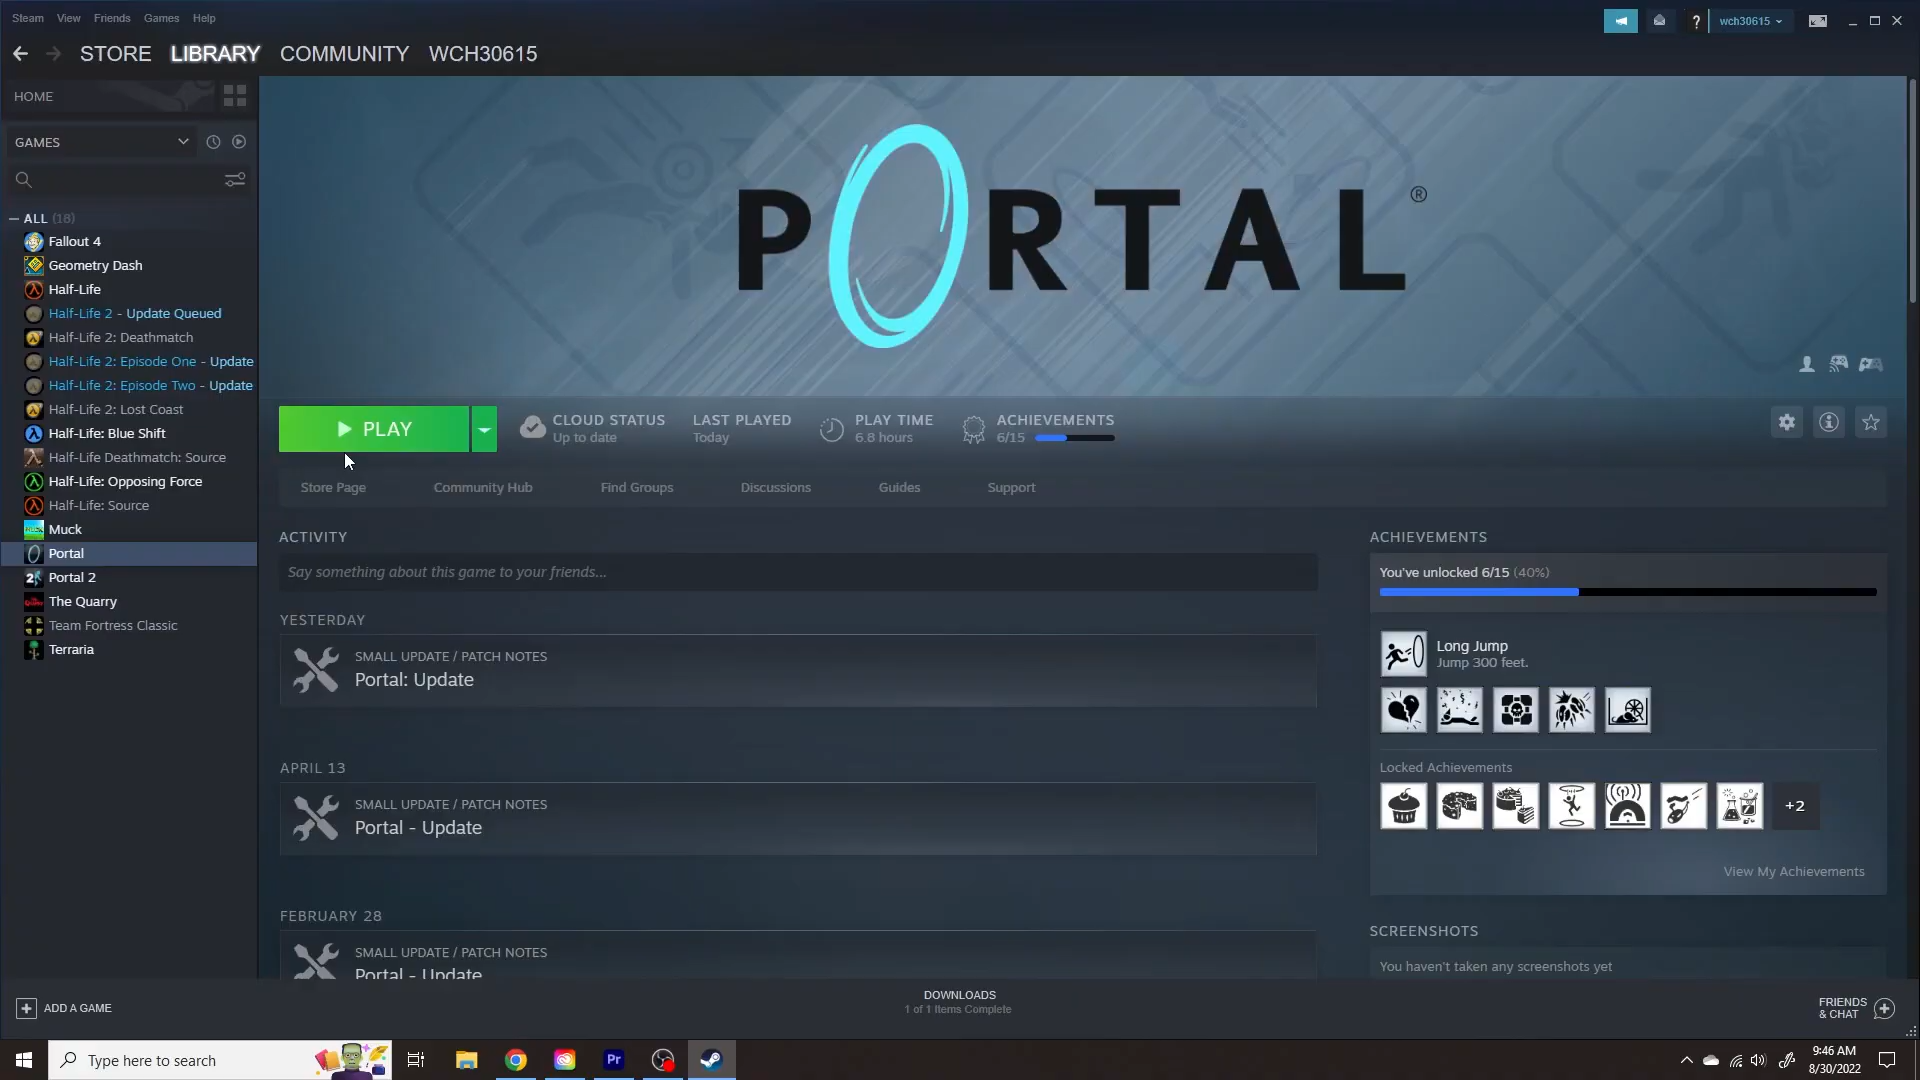 Steam View Friends Games Help
wch30615
STORE LIBRARY COMMUNITY WCH30615
HOME
GAMES
ALL (18)
Fallout 4
Geometry Dash
Half-Life
Half-Life 2 - Update Queued
Half-Life 2: Deathmatch
Half-Life 2: Episode One - Update
Half-Life 2: Episode Two - Update
Half-Life 2: Lost Coast
Half-Life: Blue Shift
Half-Life Deathmatch: Source
Half-Life: Opposing Force
Half-Life: Source
Muck
Portal
Portal 2
The Quarry
Team Fortress Classic
Terraria
PORTAL®
PLAY
CLOUD STATUS
Up to date
LAST PLAYED
Today
PLAY TIME
6.8 hours
ACHIEVEMENTS
6/15
Store Page Community Hub Find Groups Discussions Guides Support
ACTIVITY
Say something about this game to your friends...
YESTERDAY
SMALL UPDATE / PATCH NOTES
Portal: Update
APRIL 13
SMALL UPDATE / PATCH NOTES
Portal - Update
FEBRUARY 28
SMALL UPDATE / PATCH NOTES
Portal - Update
ACHIEVEMENTS
You've unlocked 6/15 (40%)
Long Jump
Jump 300 feet.
Locked Achievements
+2
View My Achievements
SCREENSHOTS
You haven't taken any screenshots yet
ADD A GAME
DOWNLOADS
1 of 1 Items Complete
FRIENDS
& CHAT
Type here to search
Pr
9:46 AM
8/30/2022